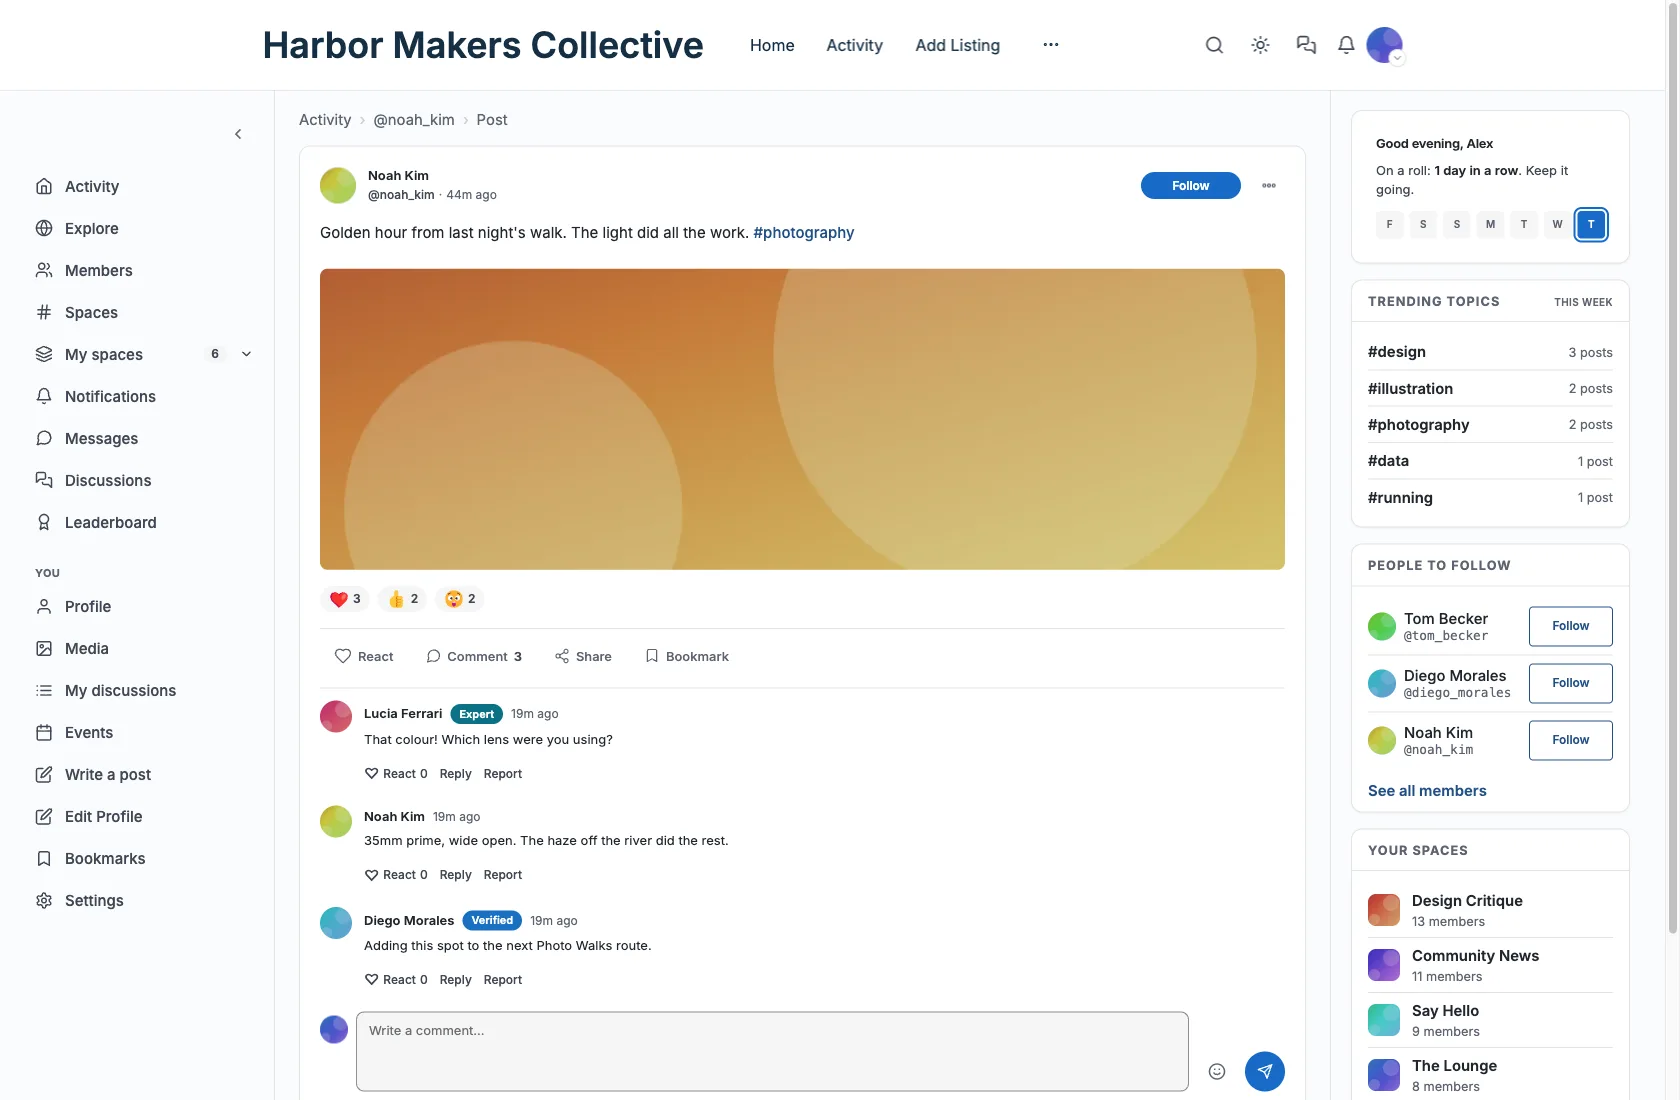 Harbor Makers Collective
Home
Activity
Add Listing
Activity
Explore
Members
Spaces
My spaces 6
Notifications
Messages
Discussions
Leaderboard
YOU
Profile
Media
My discussions
Events
Write a post
Edit Profile
Bookmarks
Settings
Activity › @noah_kim › Post
Noah Kim
@noah_kim · 44m ago
Follow
Golden hour from last night's walk. The light did all the work. #photography
3 2 2
React Comment 3 Share Bookmark
Lucia Ferrari Expert 19m ago
That colour! Which lens were you using?
React 0 Reply Report
Noah Kim 19m ago
35mm prime, wide open. The haze off the river did the rest.
React 0 Reply Report
Diego Morales Verified 19m ago
Adding this spot to the next Photo Walks route.
React 0 Reply Report
Write a comment...
Good evening, Alex
On a roll: 1 day in a row. Keep it
going.
F S S M T W T
TRENDING TOPICS THIS WEEK
#design 3 posts
#illustration 2 posts
#photography 2 posts
#data 1 post
#running 1 post
PEOPLE TO FOLLOW
Tom Becker
@tom_becker
Follow
Diego Morales
@diego_morales
Follow
Noah Kim
@noah_kim
Follow
See all members
YOUR SPACES
Design Critique
13 members
Community News
11 members
Say Hello
9 members
The Lounge
8 members